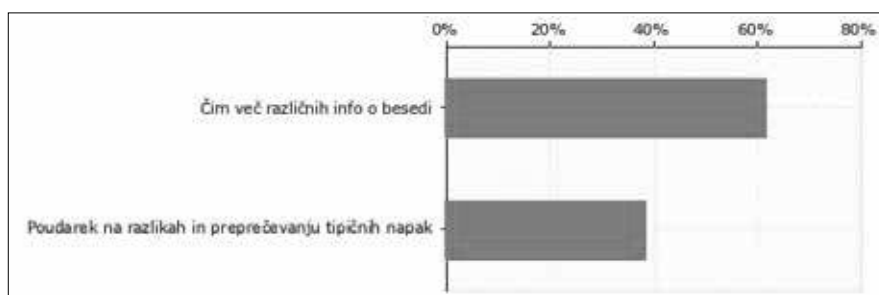 0% 20% 40% 60% 80%
Čim več različnih info o besedi
Poudarek na razlikah in preprečevanju tipičnih napak